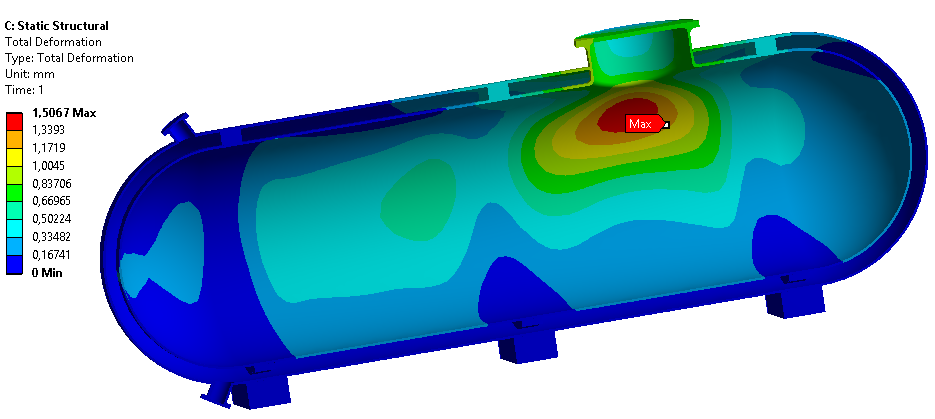 C: Static Structural
Total Deformation
Type: Total Deformation
Unit: mm
Time: 1
1,5067 Max
1,3393
1,1719
1,0045
0,83706
0,66965
0,50224
0,33482
0,16741
0 Min
Max